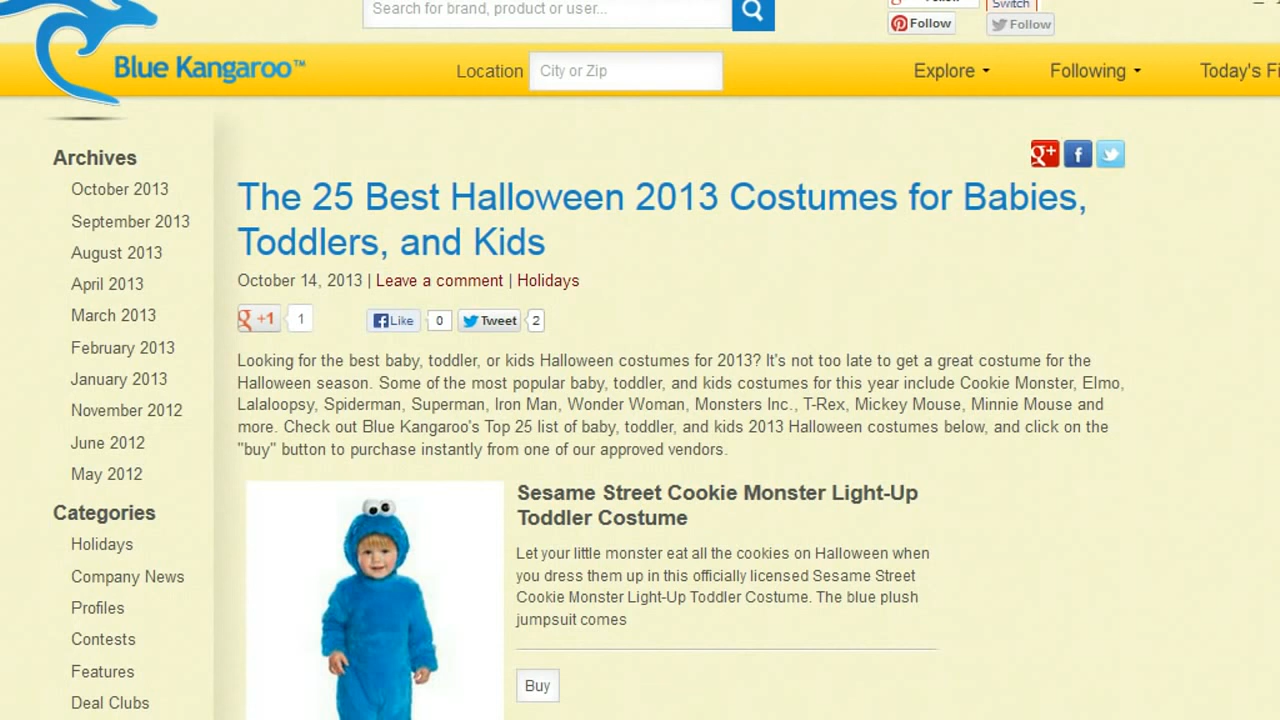 Search for brand, product or user...
Follow
Switch
Follow
Follow
Blue Kangaroo™
Location
City or Zip
Explore
Following
Today's Fi
Archives
October 2013
September 2013
August 2013
April 2013
March 2013
February 2013
January 2013
November 2012
June 2012
May 2012
Categories
Holidays
Company News
Profiles
Contests
Features
Deal Clubs
g+
f
The 25 Best Halloween 2013 Costumes for Babies,
Toddlers, and Kids
October 14, 2013 | Leave a comment | Holidays
g +1
1
Like
0
Tweet
2
Looking for the best baby, toddler, or kids Halloween costumes for 2013? It's not too late to get a great costume for the
Halloween season. Some of the most popular baby, toddler, and kids costumes for this year include Cookie Monster, Elmo,
Lalaloopsy, Spiderman, Superman, Iron Man, Wonder Woman, Monsters Inc., T-Rex, Mickey Mouse, Minnie Mouse and
more. Check out Blue Kangaroo's Top 25 list of baby, toddler, and kids 2013 Halloween costumes below, and click on the
"buy" button to purchase instantly from one of our approved vendors.
Sesame Street Cookie Monster Light-Up
Toddler Costume
Let your little monster eat all the cookies on Halloween when
you dress them up in this officially licensed Sesame Street
Cookie Monster Light-Up Toddler Costume. The blue plush
jumpsuit comes
Buy